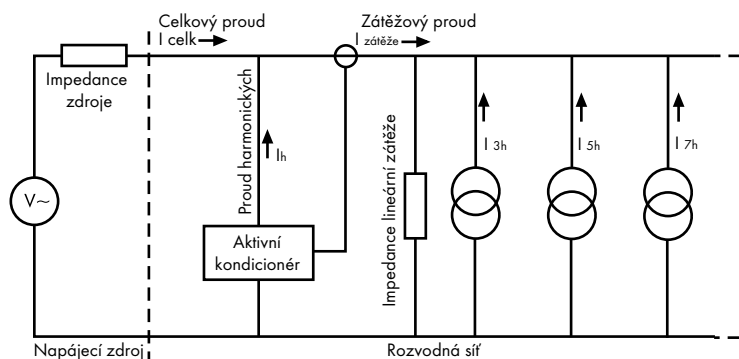 Celkový proud
I celk
Zátěžový proud
I zátěže
Impedance
zdroje
Proud harmonických
Ih
Impedance lineární zátěže
I 3h
I 5h
I 7h
V~
Aktivní
kondicionér
Napájecí zdroj
Rozvodná síť